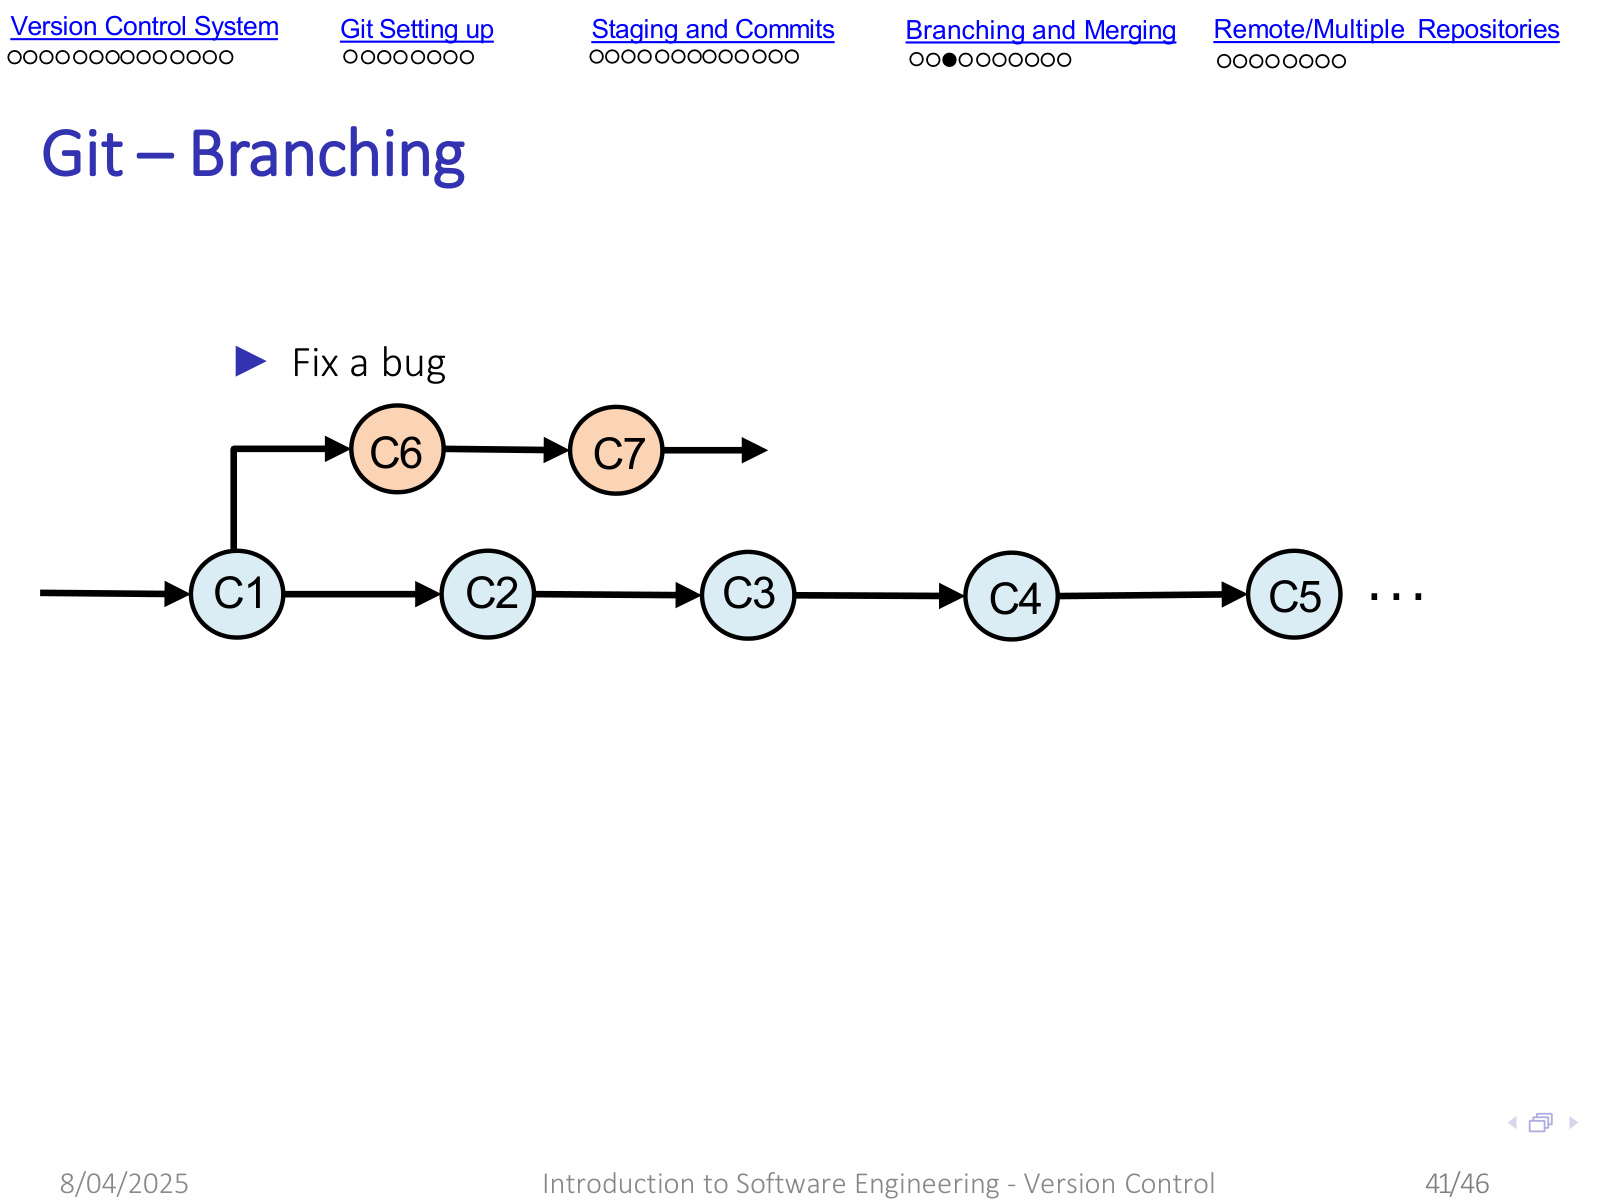 Version Control System Git Setting up Staging and Commits Branching and Merging Remote/Multiple Repositories
Git – Branching
▶ Fix a bug
C6 C7
C1 C2 C3 C4 C5 ...
8/04/2025 Introduction to Software Engineering - Version Control 41/46